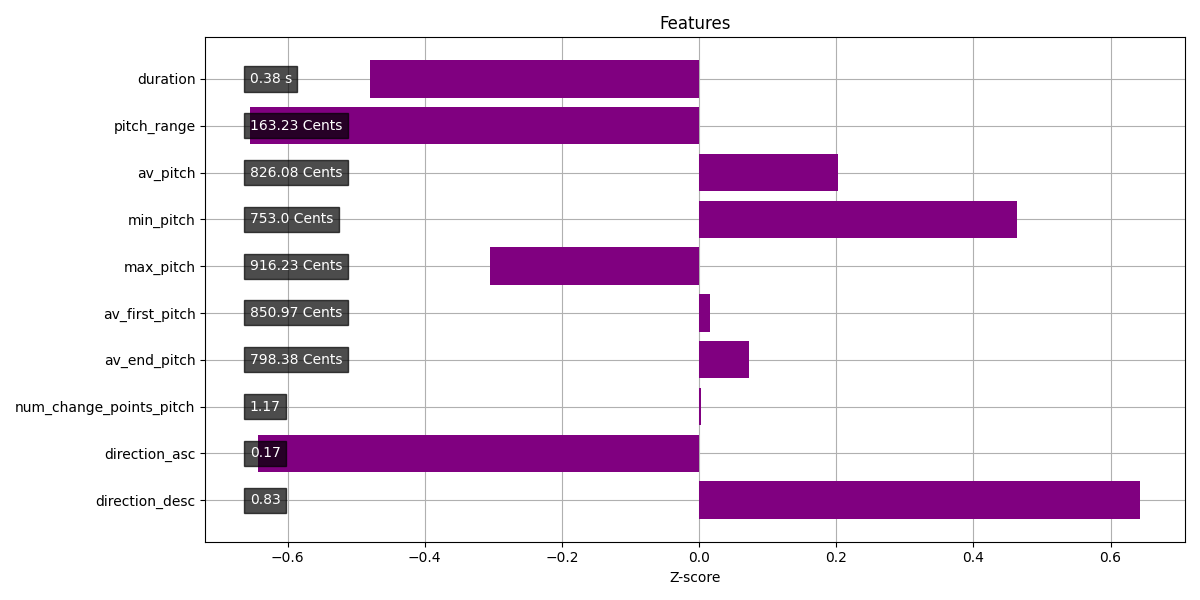 Features
duration 0.38 s
pitch_range 163.23 Cents
av_pitch 826.08 Cents
min_pitch 753.0 Cents
max_pitch 916.23 Cents
av_first_pitch 850.97 Cents
av_end_pitch 798.38 Cents
num_change_points_pitch 1.17
direction_asc 0.17
direction_desc 0.83
−0.6 −0.4 −0.2 0.0 0.2 0.4 0.6
Z-score